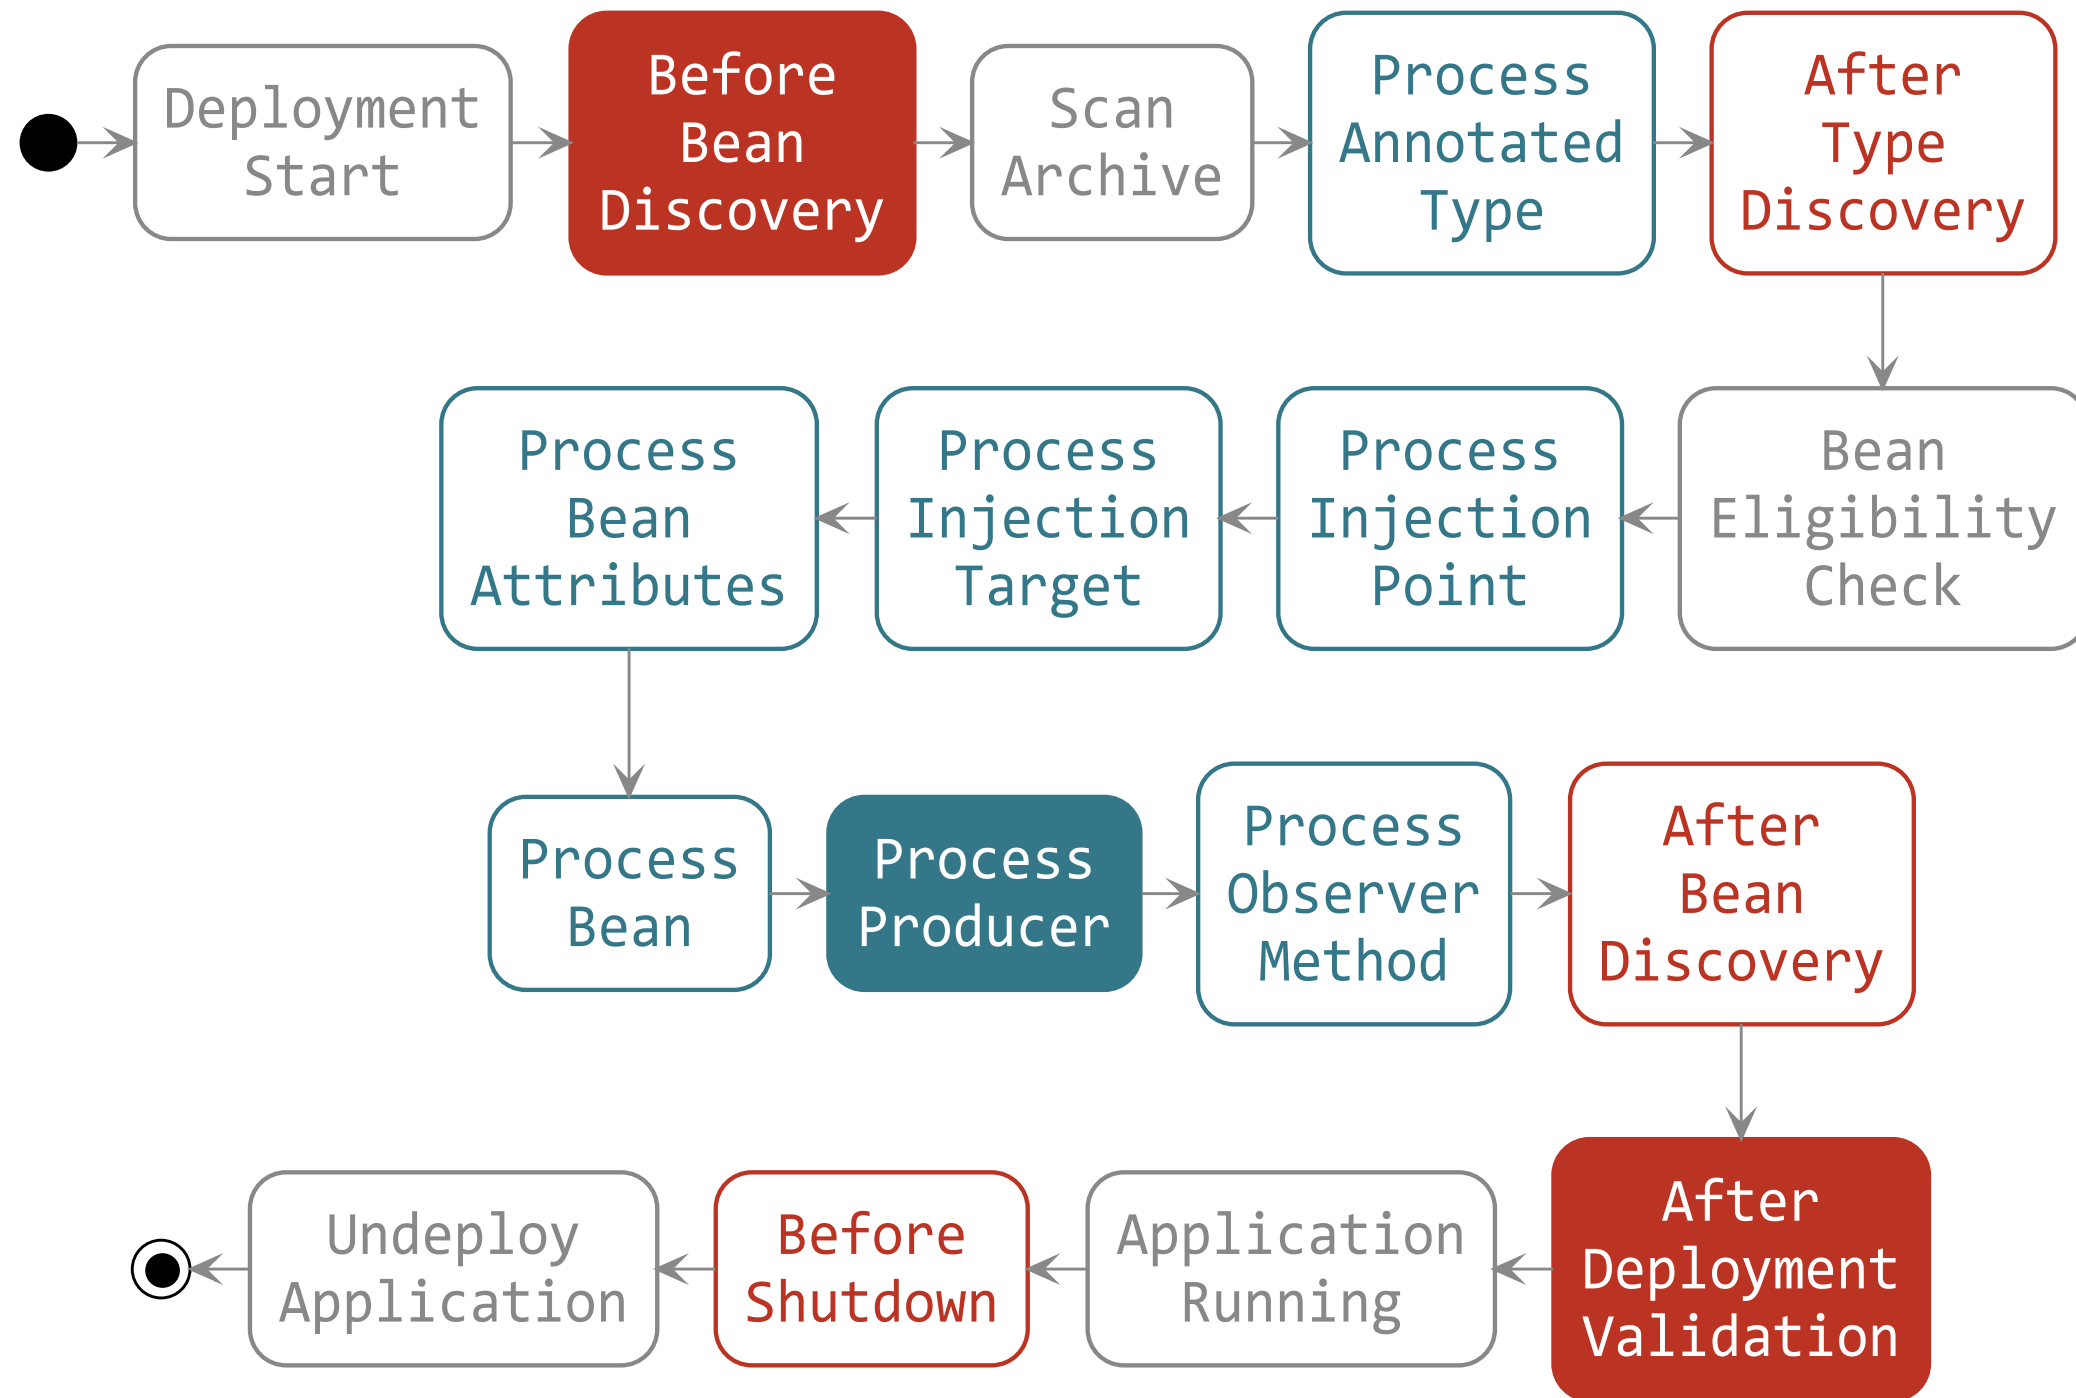 Deployment
Start
Before
Bean
Discovery
Scan
Archive
Process
Annotated
Type
After
Type
Discovery
Bean
Eligibility
Check
Process
Injection
Point
Process
Injection
Target
Process
Bean
Attributes
Process
Bean
Process
Producer
Process
Observer
Method
After
Bean
Discovery
After
Deployment
Validation
Application
Running
Before
Shutdown
Undeploy
Application